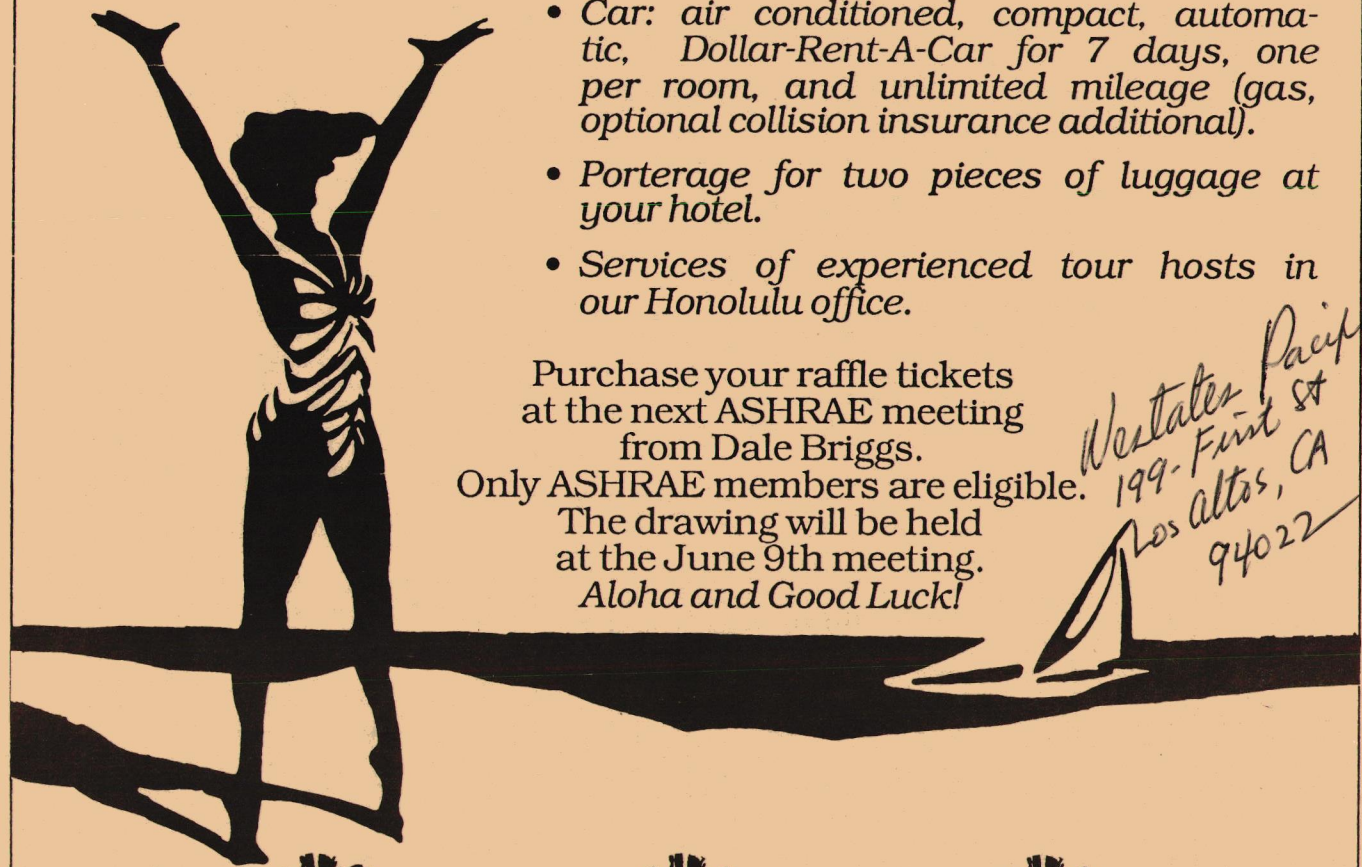 • Car: air conditioned, compact, automa-
tic, Dollar-Rent-A-Car for 7 days, one
per room, and unlimited mileage (gas,
optional collision insurance additional).
• Porterage for two pieces of luggage at
your hotel.
• Services of experienced tour hosts in
our Honolulu office.
Purchase your raffle tickets
at the next ASHRAE meeting
from Dale Briggs.
Only ASHRAE members are eligible.
The drawing will be held
at the June 9th meeting.
Aloha and Good Luck!
Westates
199-First St
Los Altos, CA
94022